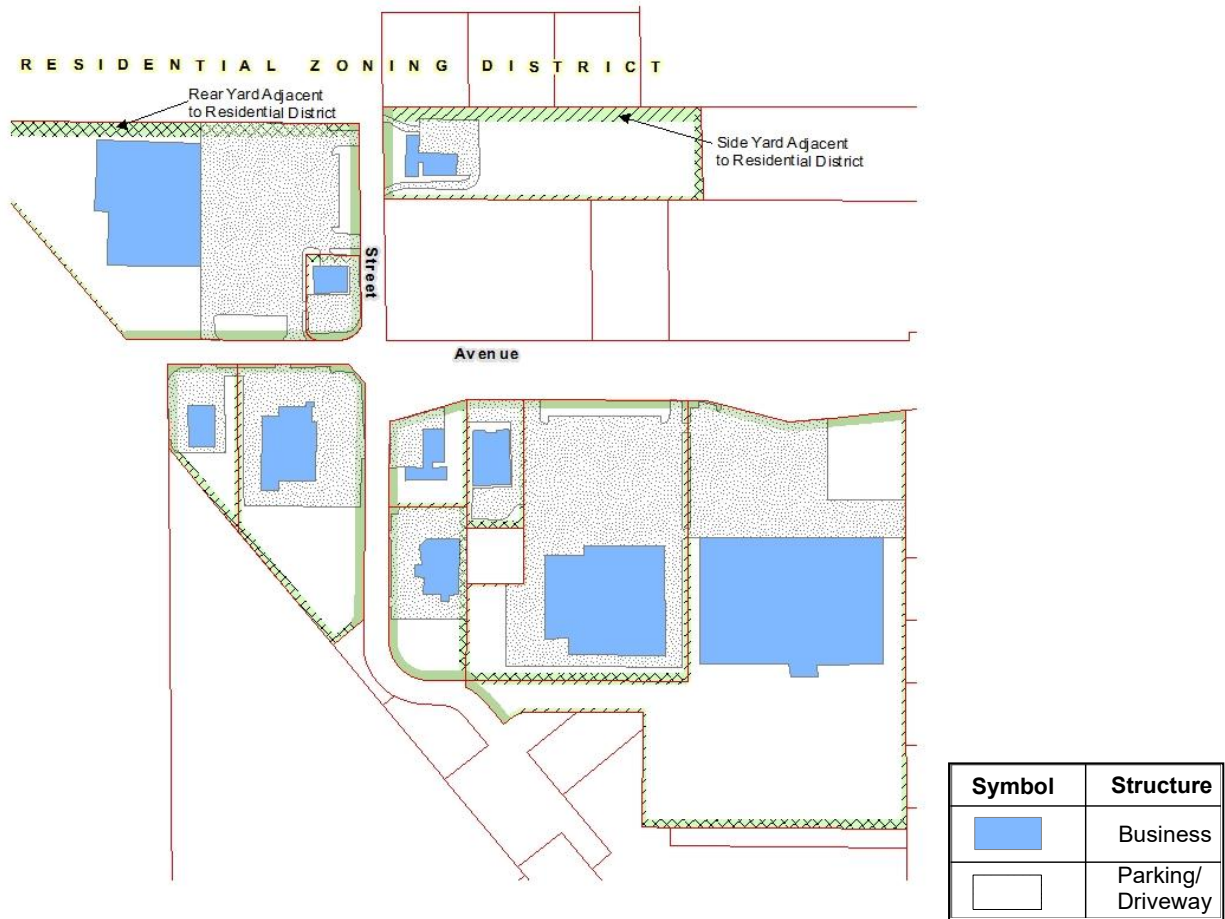 RESIDENTIAL ZONING DISTRICT
Rear Yard Adjacent
to Residential District
Side Yard Adjacent
to Residential District
Street
Avenue
Symbol Structure
Business
Parking/
Driveway